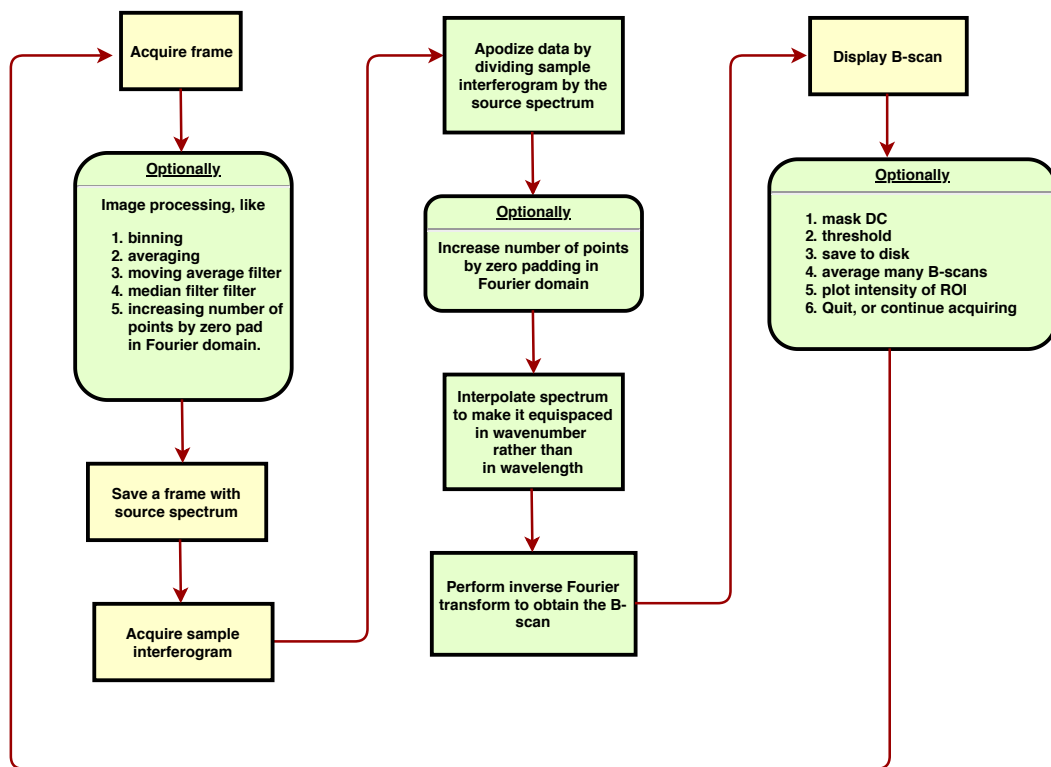 Acquire frame
Optionally
Image processing, like
1. binning
2. averaging
3. moving average filter
4. median filter filter
5. increasing number of
points by zero pad
in Fourier domain.
Save a frame with
source spectrum
Acquire sample
interferogram
Apodize data by
dividing sample
interferogram by the
source spectrum
Optionally
Increase number of points
by zero padding in
Fourier domain
Interpolate spectrum
to make it equispaced
in wavenumber
rather than
in wavelength
Perform inverse Fourier
transform to obtain the B-
scan
Display B-scan
Optionally
1. mask DC
2. threshold
3. save to disk
4. average many B-scans
5. plot intensity of ROI
6. Quit, or continue acquiring